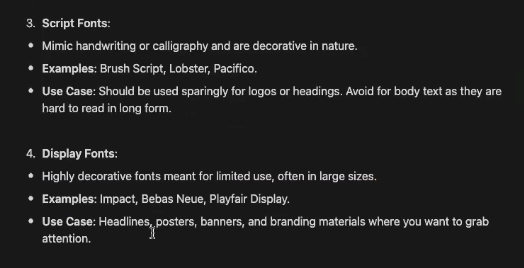 3. Script Fonts:
• Mimic handwriting or calligraphy and are decorative in nature.
• Examples: Brush Script, Lobster, Pacifico.
• Use Case: Should be used sparingly for logos or headings. Avoid for body text as they are
hard to read in long form.
4. Display Fonts:
• Highly decorative fonts meant for limited use, often in large sizes.
• Examples: Impact, Bebas Neue, Playfair Display.
• Use Case: Headlines, posters, banners, and branding materials where you want to grab
attention.